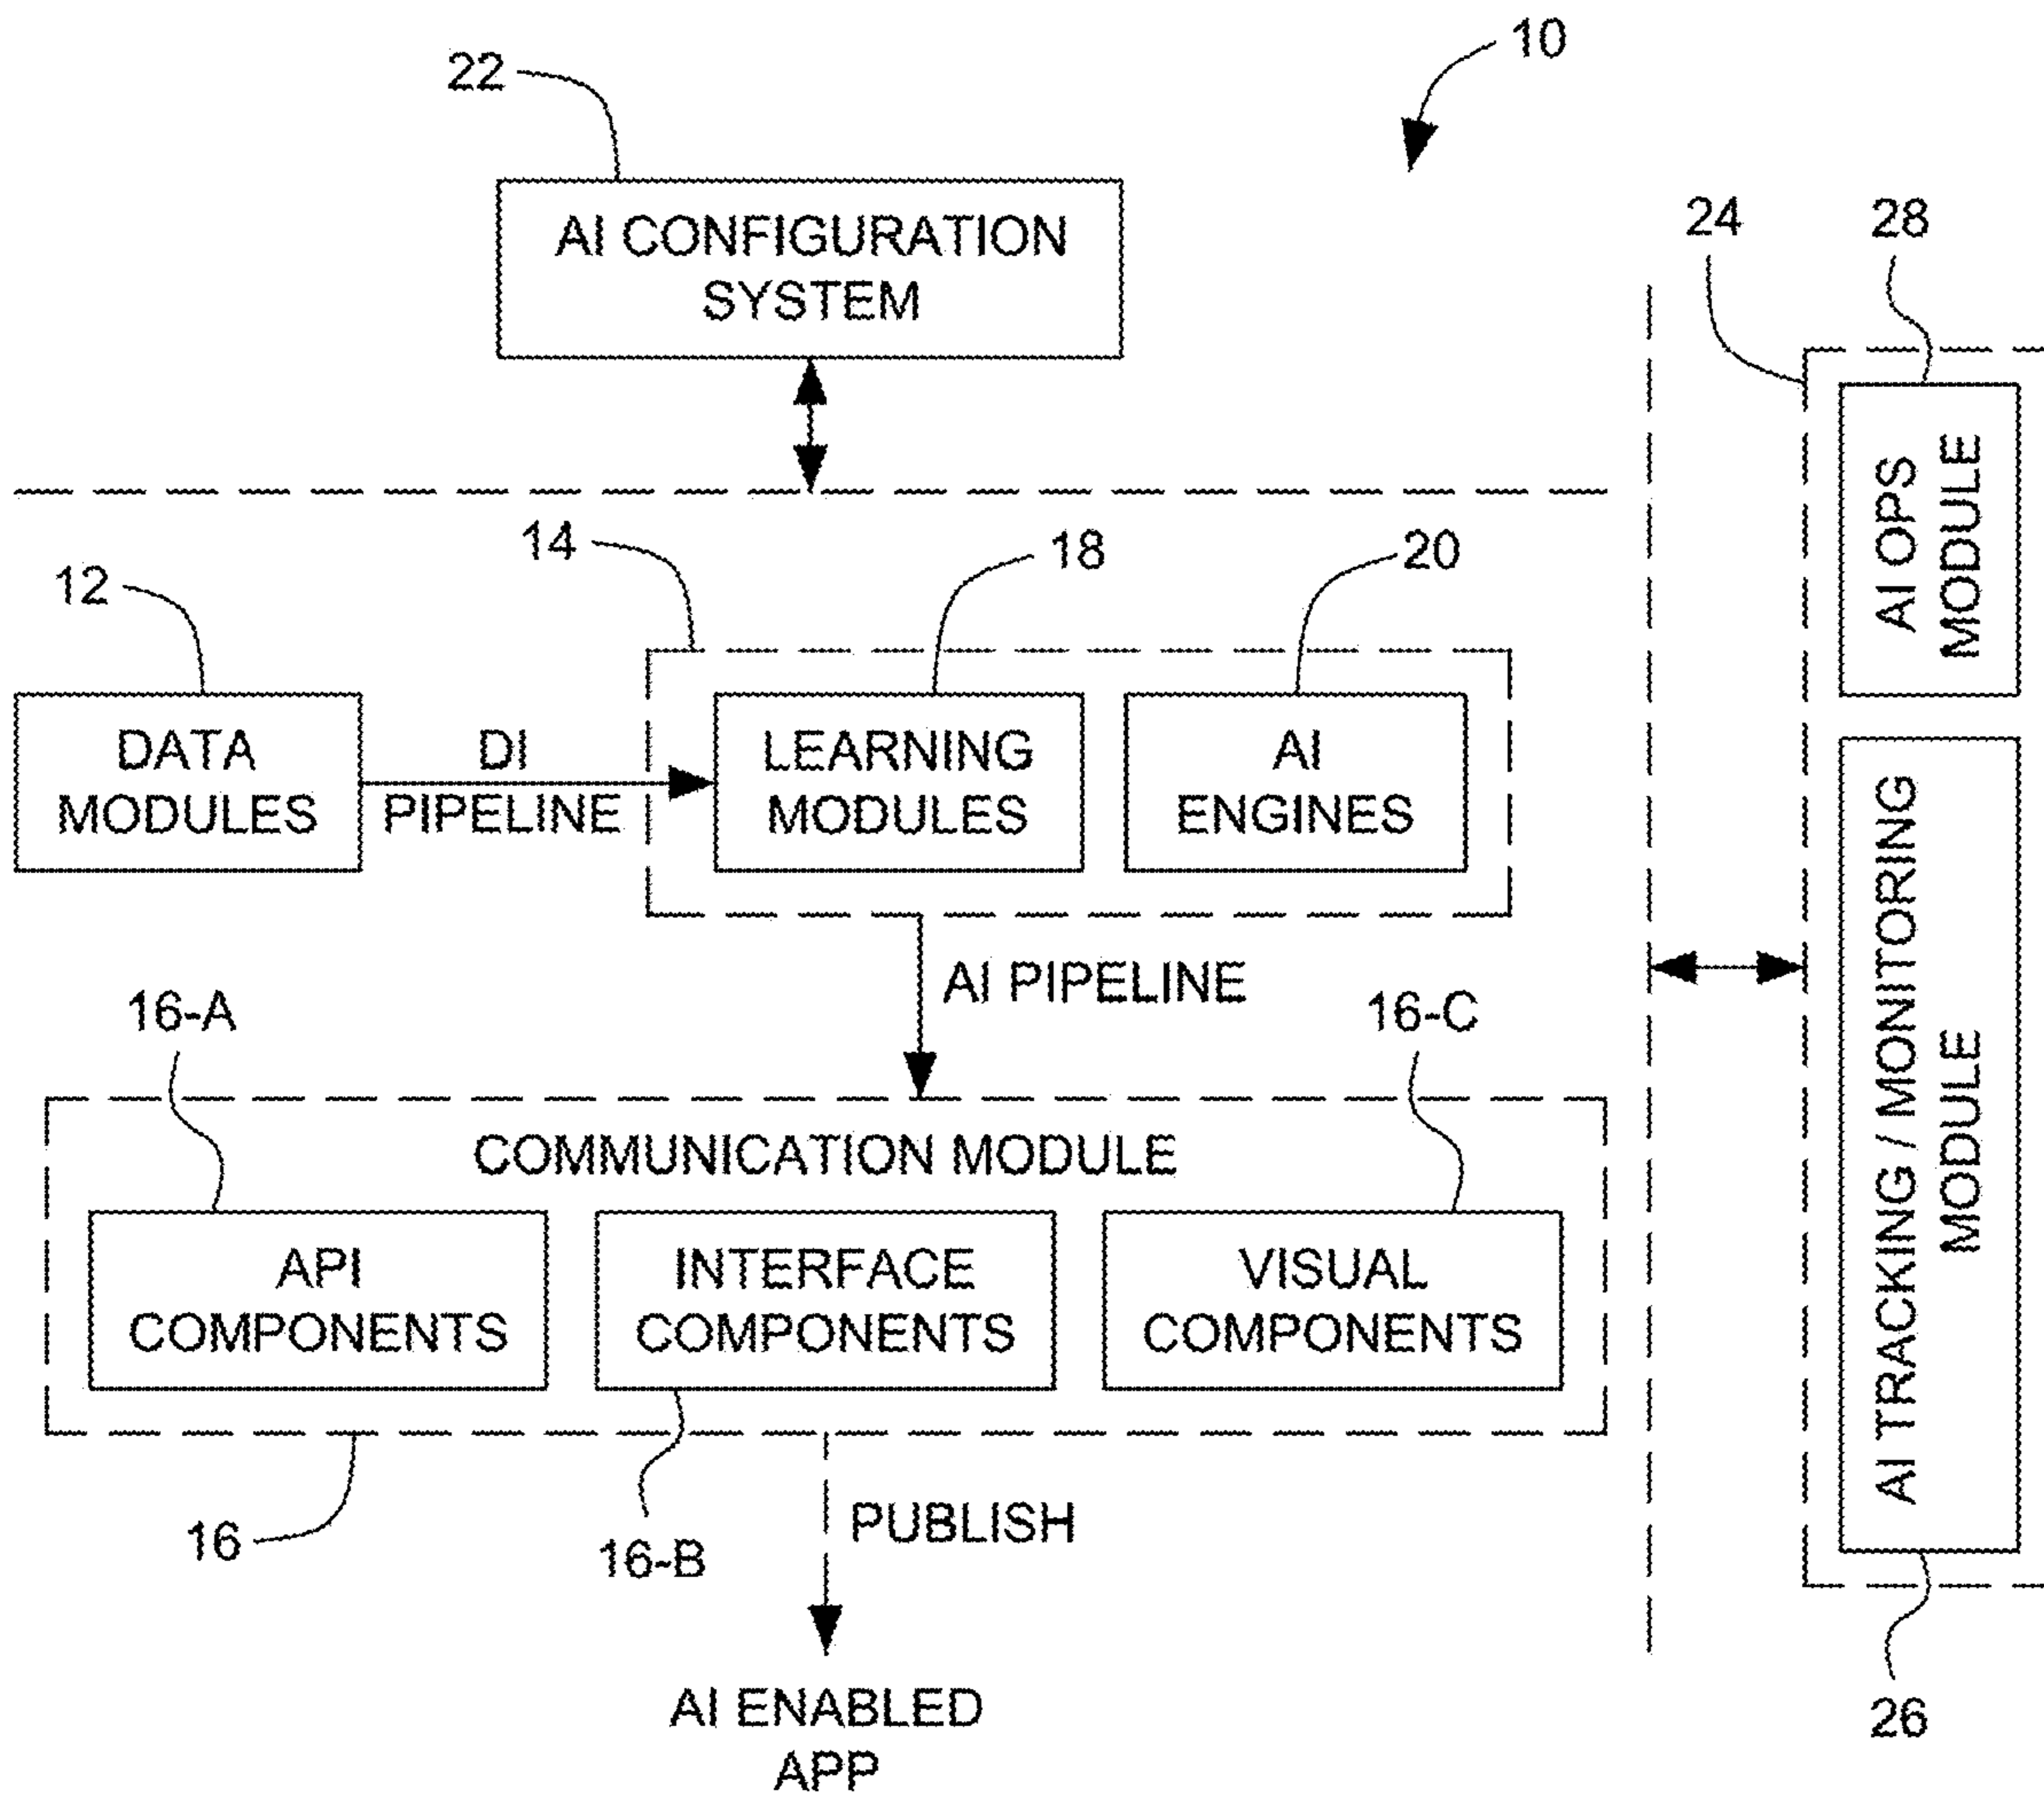 10
22
AI CONFIGURATION
SYSTEM
24
28
AI OPS
MODULE
14
18
20
12
DATA
MODULES
DI
PIPELINE
LEARNING
MODULES
AI
ENGINES
AI TRACKING / MONITORING
MODULE
AI PIPELINE
16-A
16-C
COMMUNICATION MODULE
API
COMPONENTS
INTERFACE
COMPONENTS
VISUAL
COMPONENTS
16
16-B
PUBLISH
26
AI ENABLED
APP